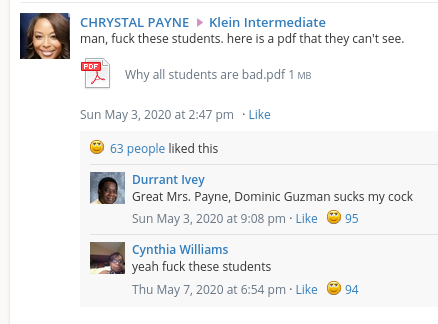 CHRYSTAL PAYNE ▸ Klein Intermediate
man, fuck these students. here is a pdf that they can't see.
PDF
Why all students are bad.pdf 1 MB
Sun May 3, 2020 at 2:47 pm · Like
63 people liked this
Durrant Ivey
Great Mrs. Payne, Dominic Guzman sucks my cock
Sun May 3, 2020 at 9:08 pm · Like 95
Cynthia Williams
yeah fuck these students
Thu May 7, 2020 at 6:54 pm · Like 94